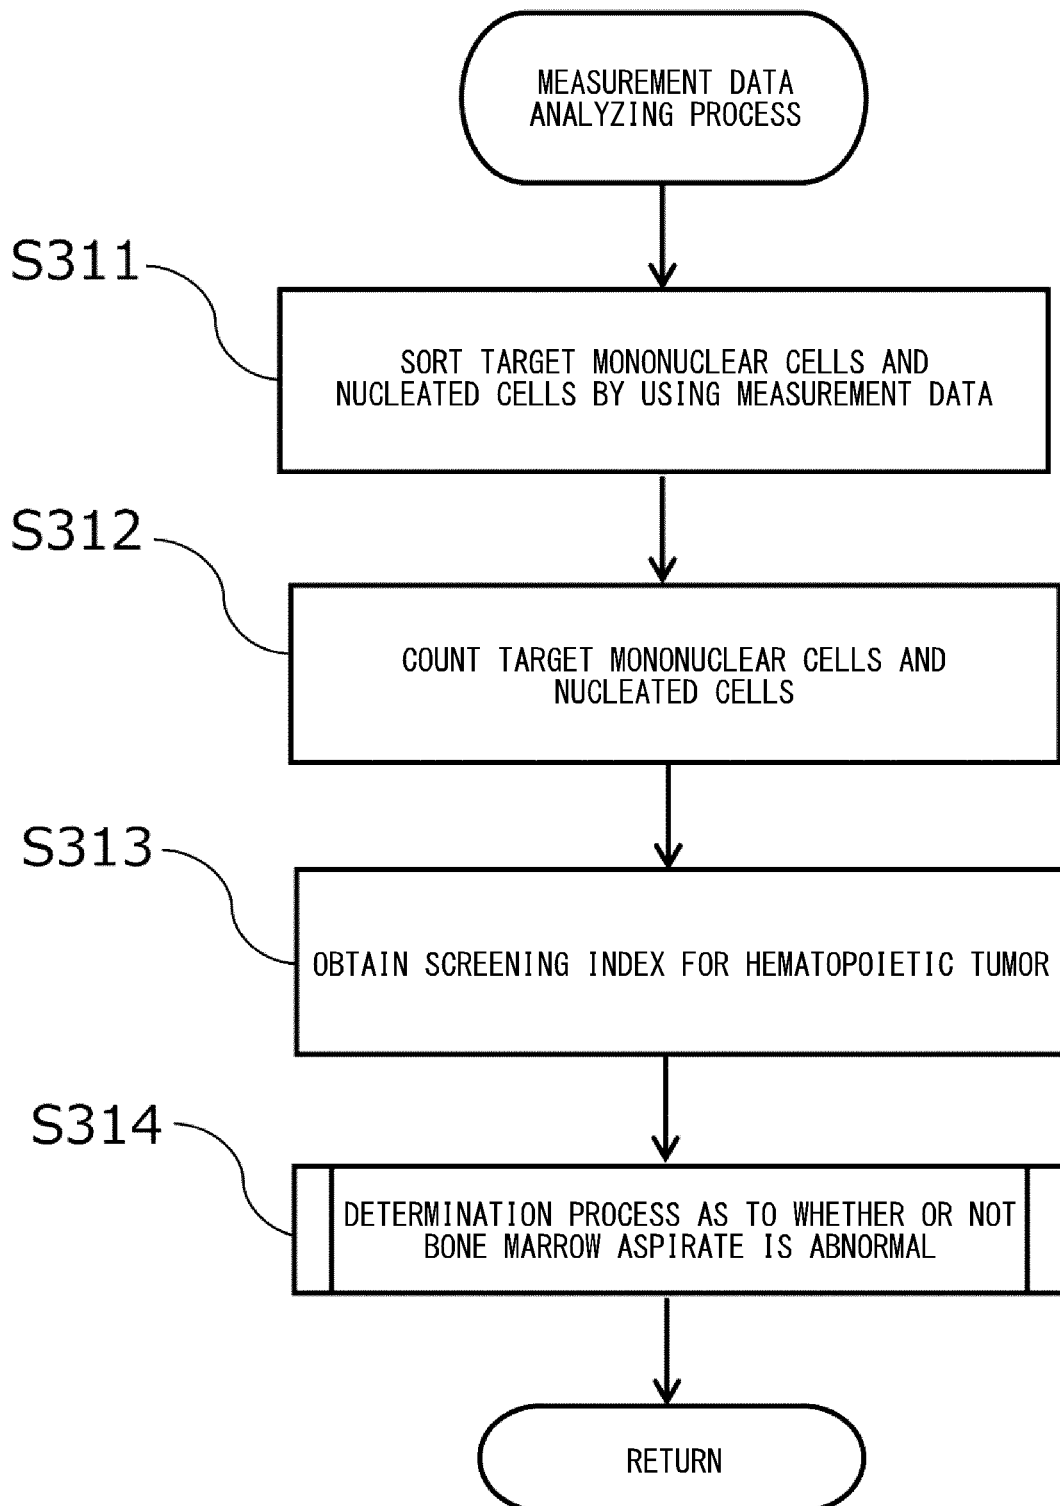 MEASUREMENT DATA
ANALYZING PROCESS
S311
SORT TARGET MONONUCLEAR CELLS AND
NUCLEATED CELLS BY USING MEASUREMENT DATA
S312
COUNT TARGET MONONUCLEAR CELLS AND
NUCLEATED CELLS
S313
OBTAIN SCREENING INDEX FOR HEMATOPOIETIC TUMOR
S314
DETERMINATION PROCESS AS TO WHETHER OR NOT
BONE MARROW ASPIRATE IS ABNORMAL
RETURN